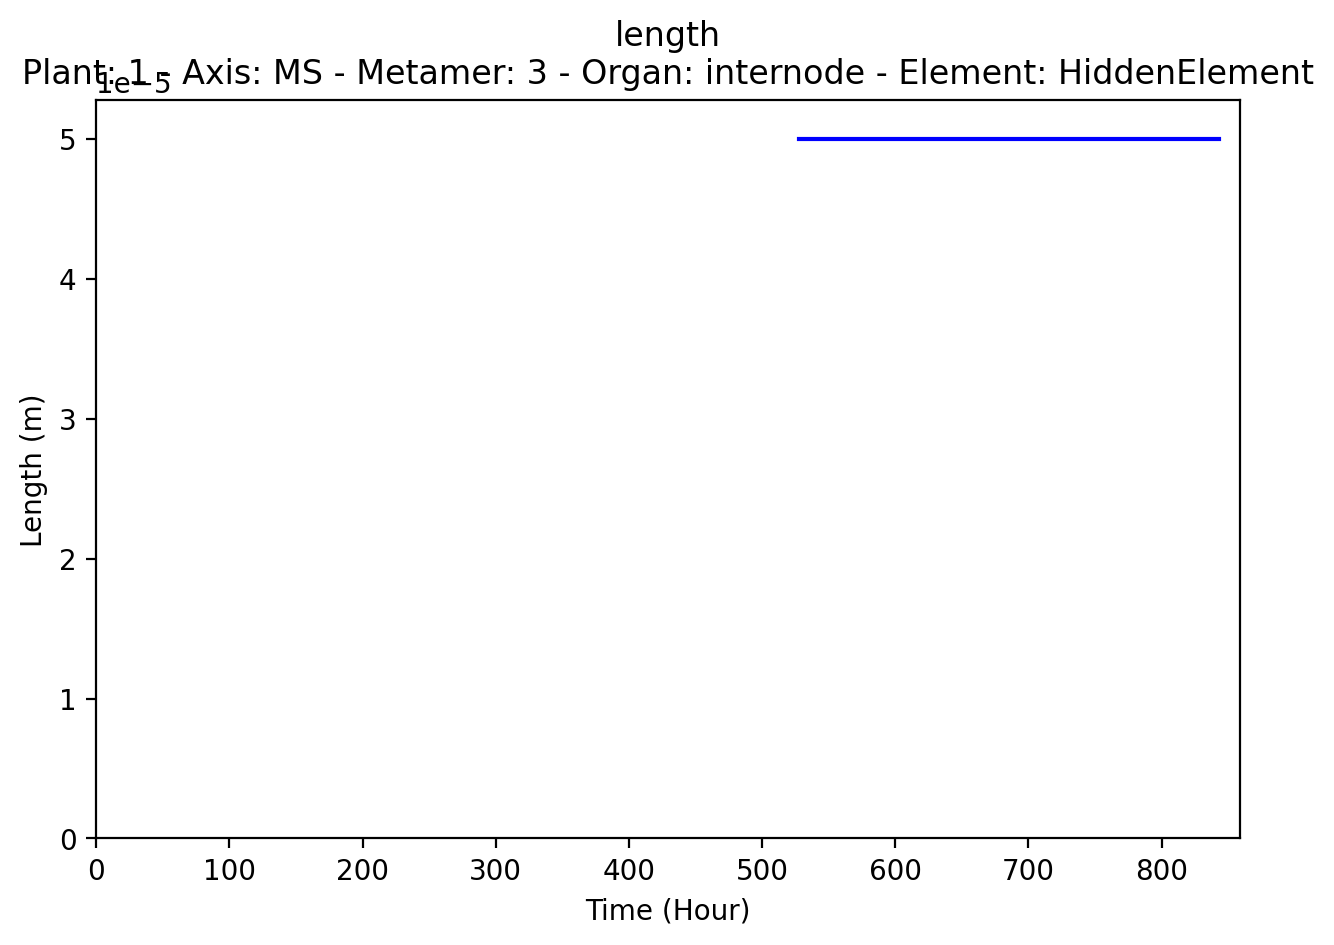 length
Plant: 1 - Axis: MS - Metamer: 3 - Organ: internode - Element: HiddenElement
1e−5
5
4
3
2
1
0
Length (m)
0 100 200 300 400 500 600 700 800
Time (Hour)